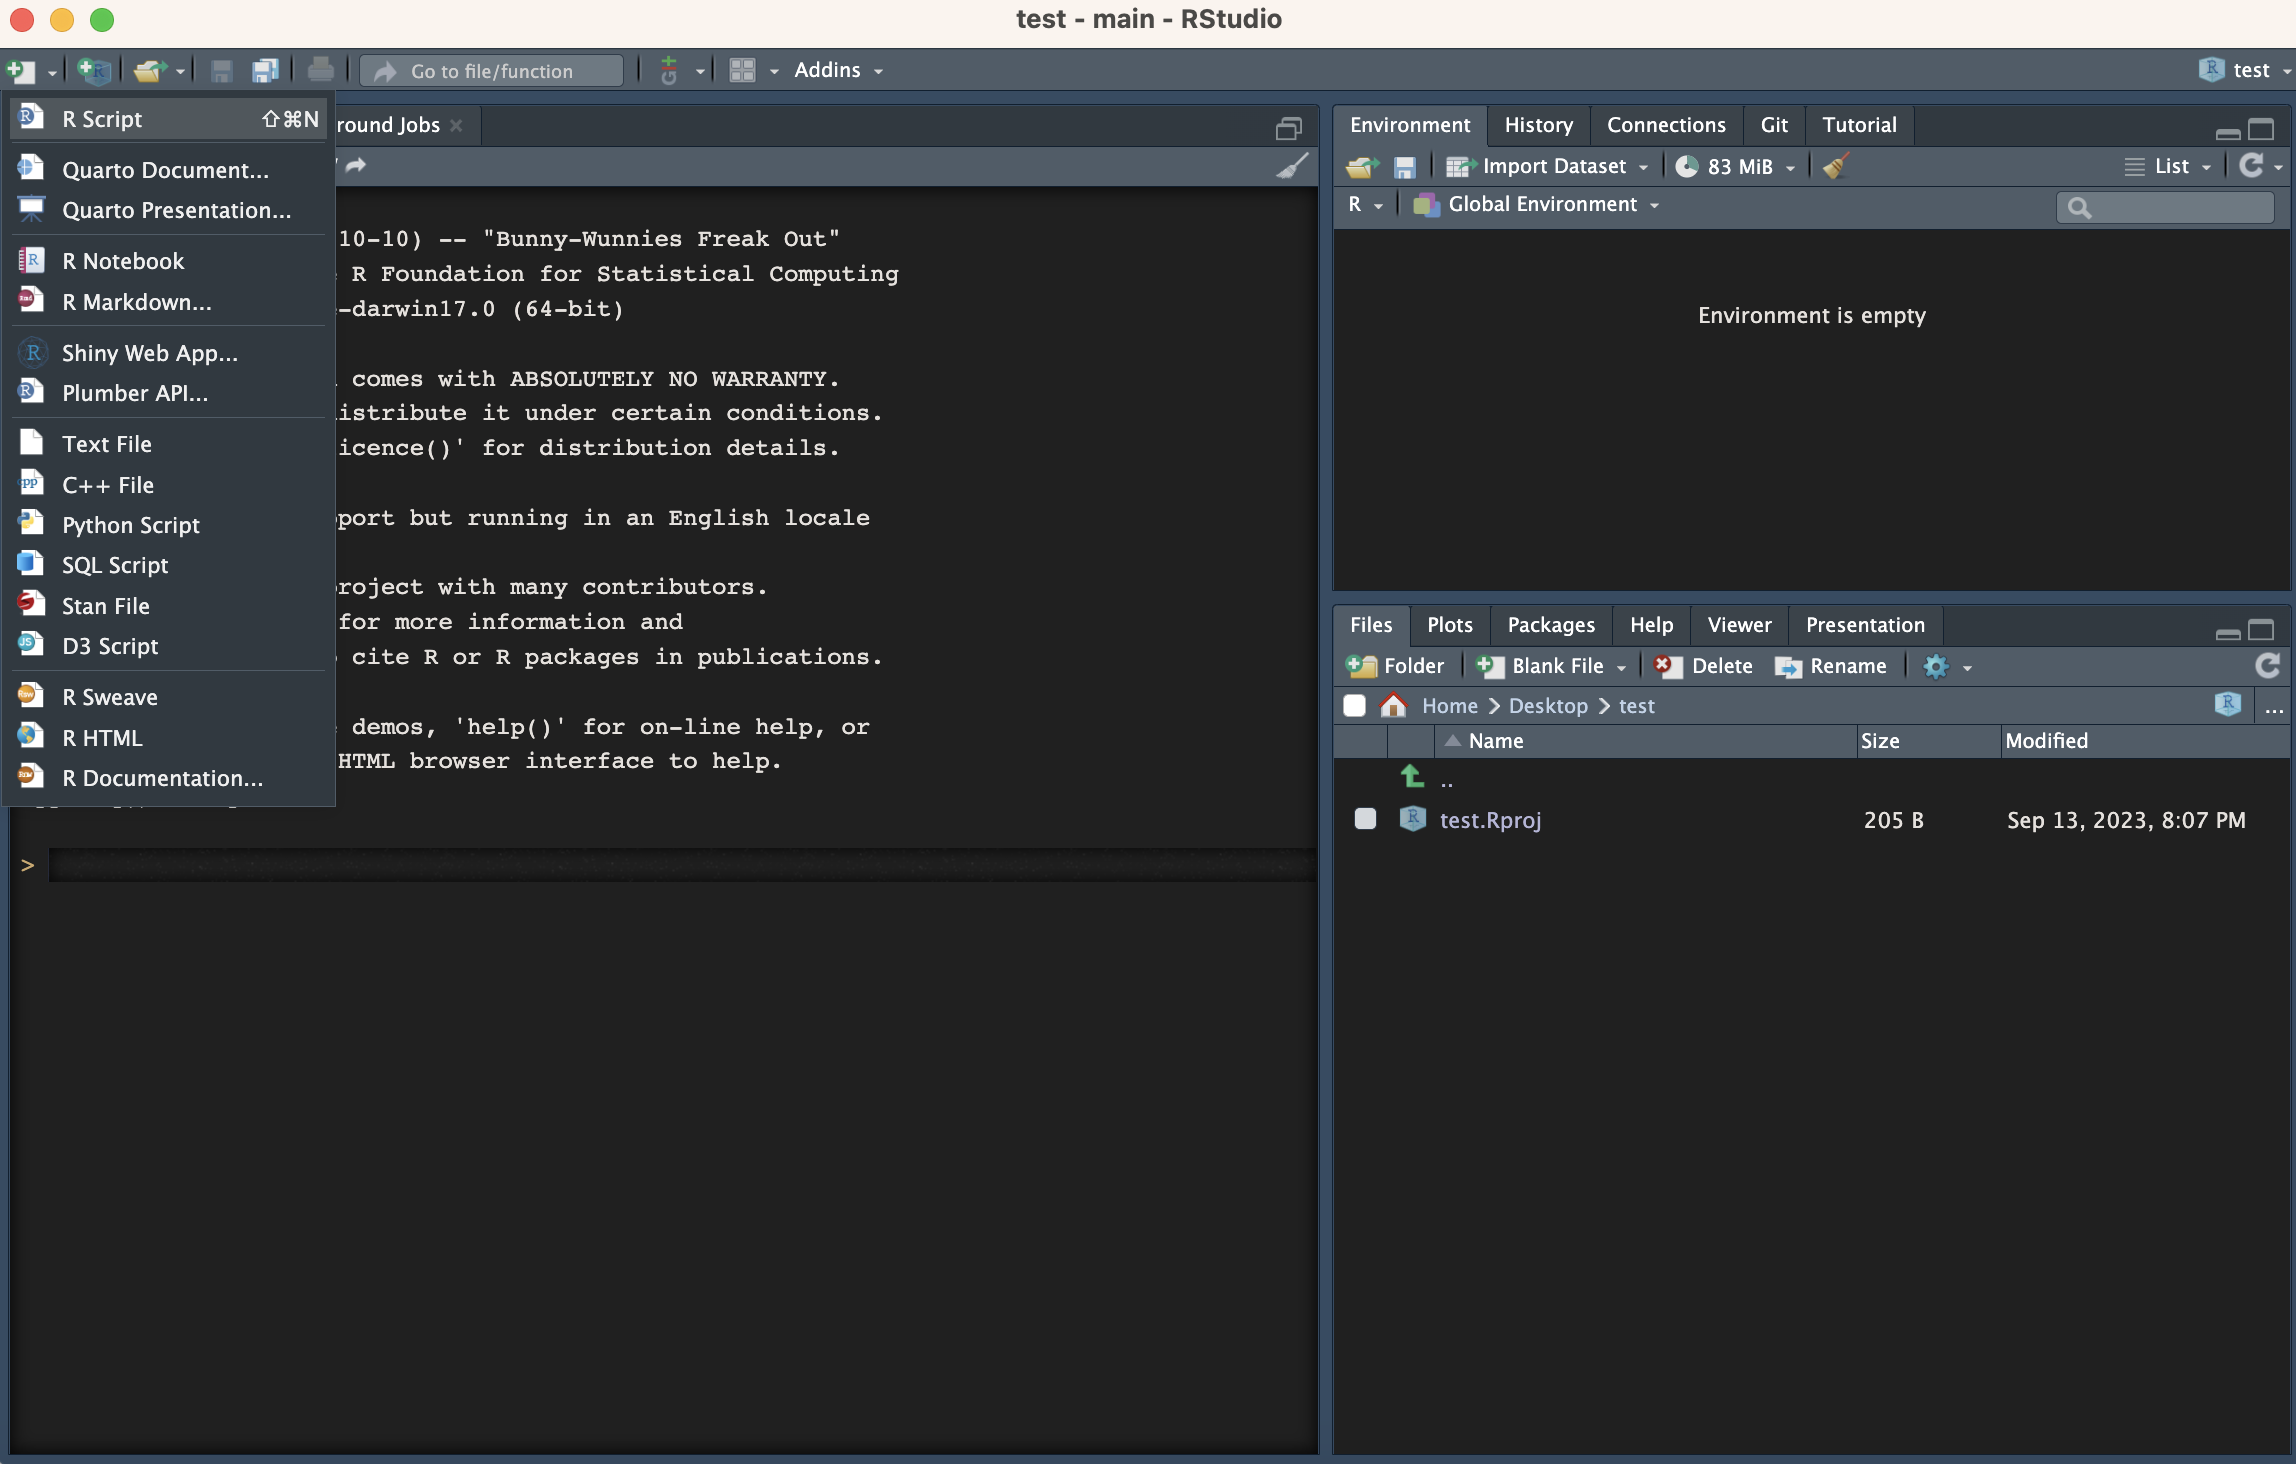 test - main - RStudio
Go to file/function
Addins
test
R Script ⇧⌘N
Quarto Document...
Quarto Presentation...
R Notebook
R Markdown...
Shiny Web App...
Plumber API...
Text File
C++ File
Python Script
SQL Script
Stan File
D3 Script
R Sweave
R HTML
R Documentation...
round Jobs
10-10) -- "Bunny-Wunnies Freak Out"
R Foundation for Statistical Computing
-darwin17.0 (64-bit)
comes with ABSOLUTELY NO WARRANTY.
istribute it under certain conditions.
icence()' for distribution details.
port but running in an English locale
roject with many contributors.
for more information and
cite R or R packages in publications.
demos, 'help()' for on-line help, or
HTML browser interface to help.
>
Environment History Connections Git Tutorial
Import Dataset 83 MiB List
R Global Environment
Environment is empty
Files Plots Packages Help Viewer Presentation
Folder Blank File Delete Rename
Home > Desktop > test ...
Name Size Modified
..
test.Rproj 205 B Sep 13, 2023, 8:07 PM